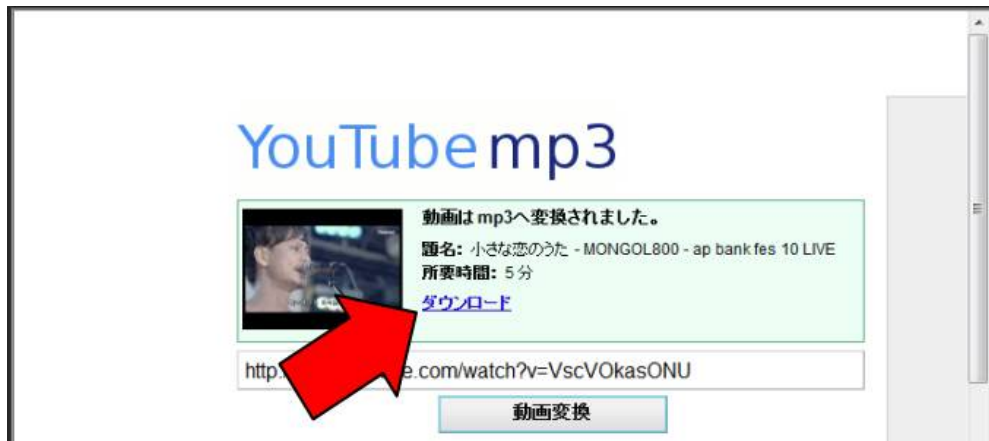 YouTube mp3
動画は mp3へ変換されました。
題名: 小さな恋のうた - MONGOL800 - ap bank fes 10 LIVE
所要時間: 5分
ダウンロード
http: e.com/watch?v=VscVOkasONU
動画変換